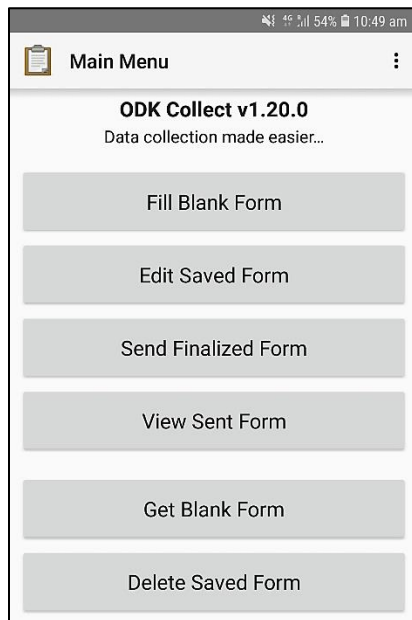 54% 10:49 am
Main Menu
ODK Collect v1.20.0
Data collection made easier...
Fill Blank Form
Edit Saved Form
Send Finalized Form
View Sent Form
Get Blank Form
Delete Saved Form